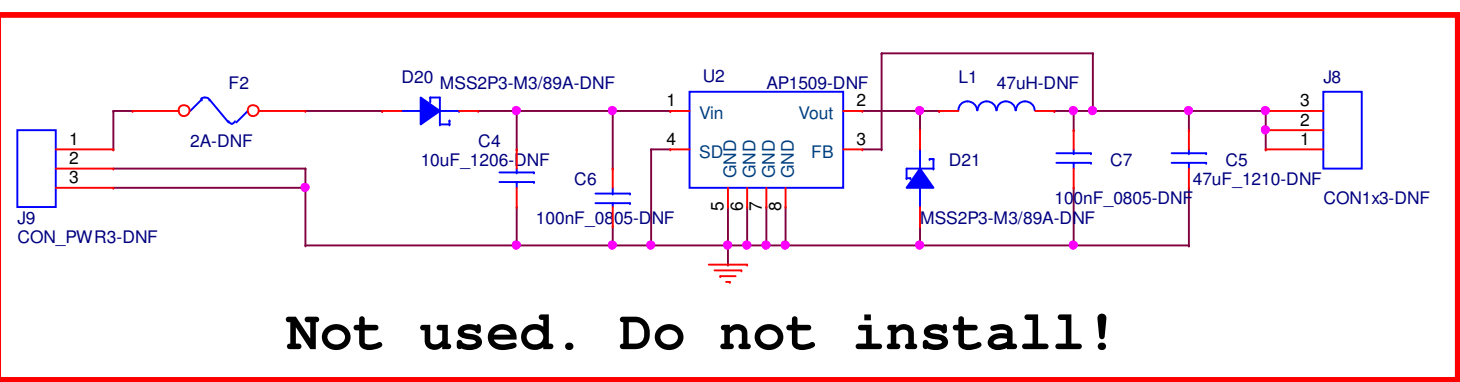 F2
2A-DNF
D20
MSS2P3-M3/89A-DNF
U2
AP1509-DNF
L1
47uH-DNF
J8
1
2
3
J9
CON_PWR3-DNF
C4
10uF_1206-DNF
C6
100nF_0805-DNF
1
Vin
4
SD
GND
GND
GND
GND
5
6
7
8
Vout
2
FB
3
D21
MSS2P3-M3/89A-DNF
C7
100nF_0805-DNF
C5
47uF_1210-DNF
3
2
1
CON1x3-DNF
Not used. Do not install!